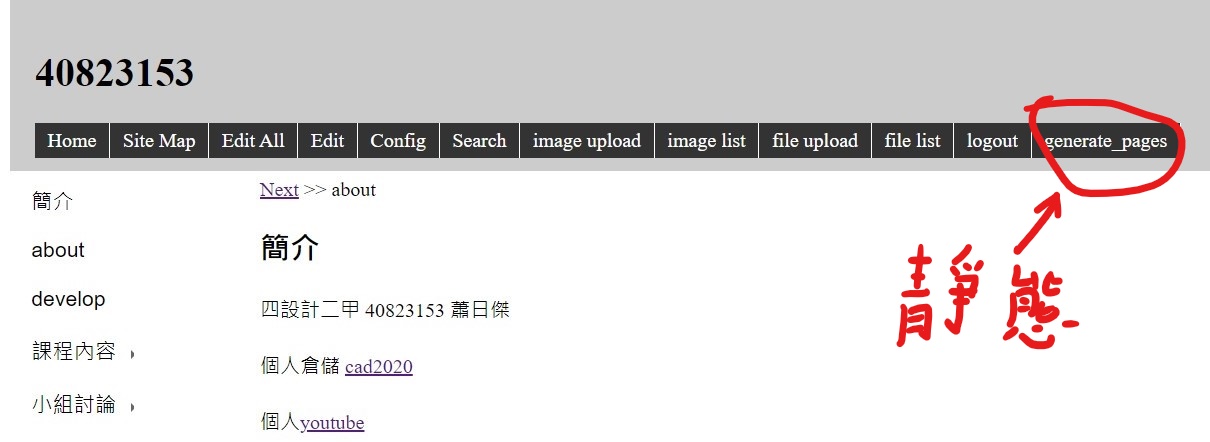 40823153
Home Site Map Edit All Edit Config Search image upload image list file upload file list logout generate_pages
簡介
about
develop
課程內容
小組討論
Next >> about
簡介
四設計二甲 40823153 蕭日傑
個人倉儲 cad2020
個人youtube
靜態